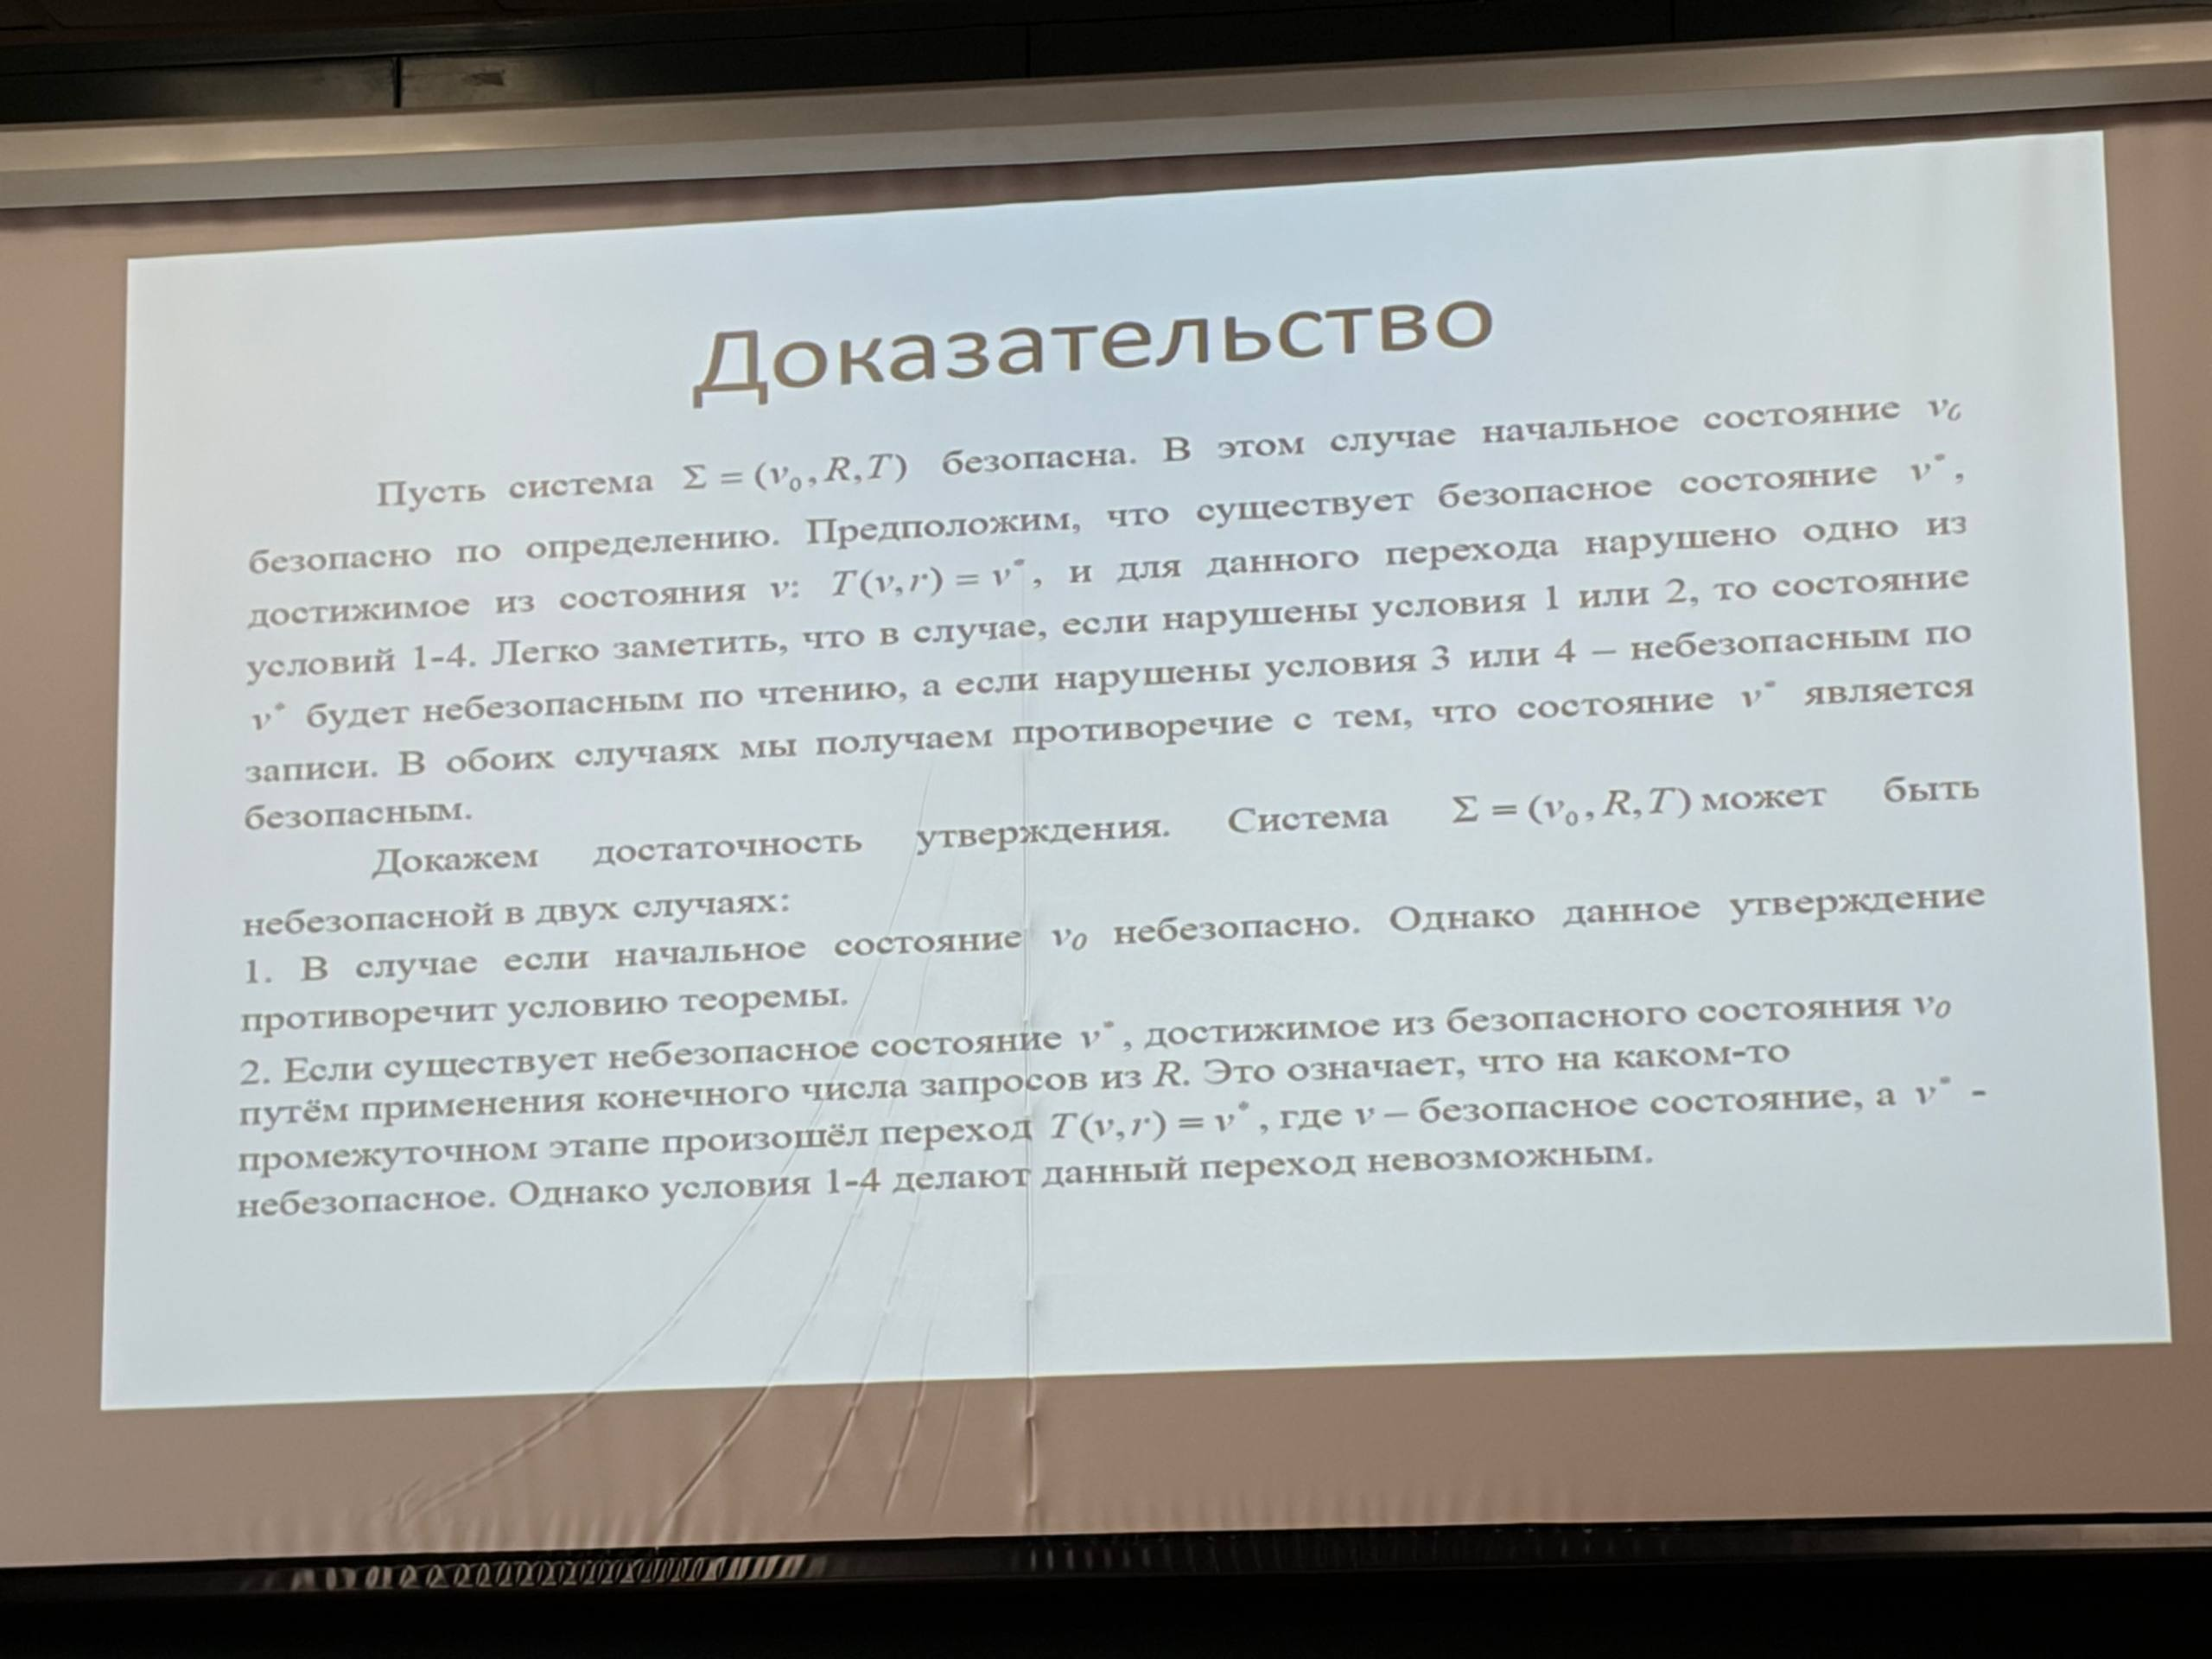 Доказательство
Пусть система Σ = (v₀, R, T) безопасна. В этом случае начальное состояние v₀
безопасно по определению. Предположим, что существует безопасное состояние v*,
достижимое из состояния v: T(v, r) = v*, и для данного перехода нарушено одно из
условий 1-4. Легко заметить, что в случае, если нарушены условия 1 или 2, то состояние
v* будет небезопасным по чтению, а если нарушены условия 3 или 4 – небезопасным по
записи. В обоих случаях мы получаем противоречие с тем, что состояние v* является
безопасным.
Докажем достаточность утверждения. Система Σ = (v₀, R, T) может быть
небезопасной в двух случаях:
1. В случае если начальное состояние v₀ небезопасно. Однако данное утверждение
противоречит условию теоремы.
2. Если существует небезопасное состояние v*, достижимое из безопасного состояния v₀
путём применения конечного числа запросов из R. Это означает, что на каком-то
промежуточном этапе произошёл переход T(v, r) = v*, где v – безопасное состояние, а v* -
небезопасное. Однако условия 1-4 делают данный переход невозможным.